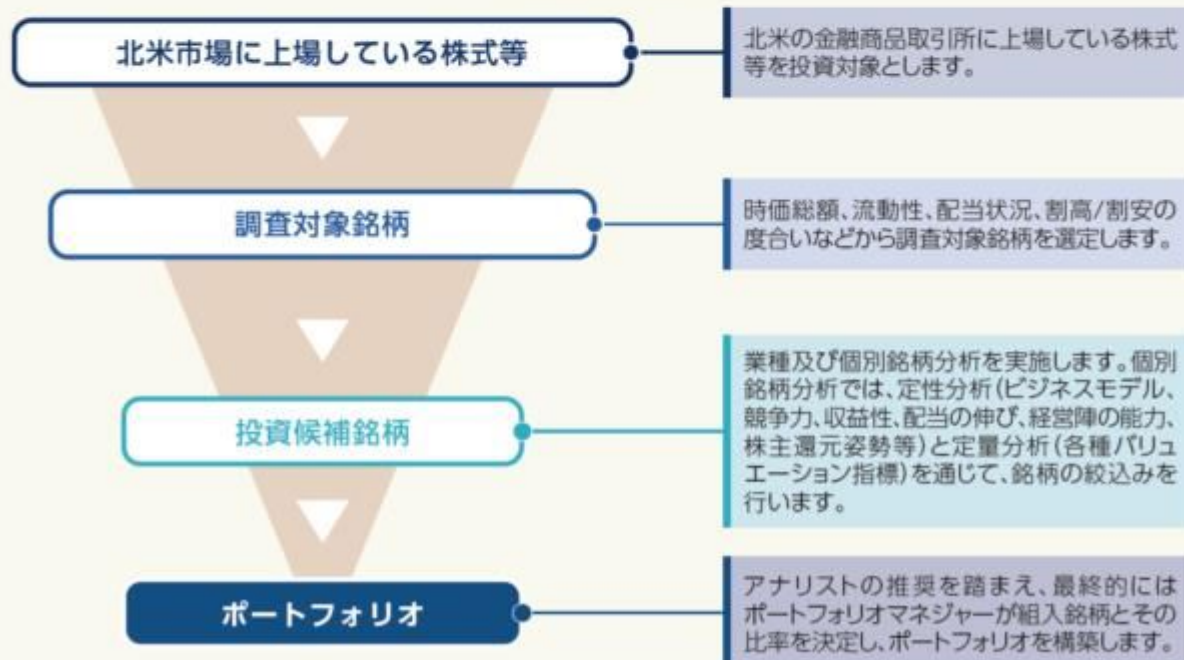 北米市場に上場している株式等
北米の金融商品取引所に上場している株式
等を投資対象とします。
調査対象銘柄
時価総額、流動性、配当状況、割高/割安の
度合いなどから調査対象銘柄を選定します。
投資候補銘柄
業種及び個別銘柄分析を実施します。個別
銘柄分析では、定性分析(ビジネスモデル、
競争力、収益性、配当の伸び、経営陣の能力、
株主還元姿勢等)と定量分析(各種バリュ
エーション指標)を通じて、銘柄の絞込みを
行います。
ポートフォリオ
アナリストの推奨を踏まえ、最終的には
ポートフォリオマネジャーが組入銘柄とその
比率を決定し、ポートフォリオを構築します。